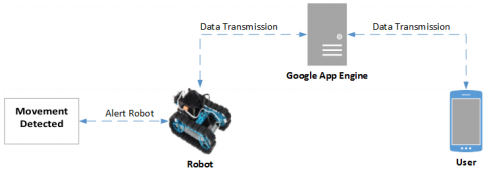 Data Transmission
Data Transmission
Google App Engine
Movement
Detected
Alert Robot
Robot
User